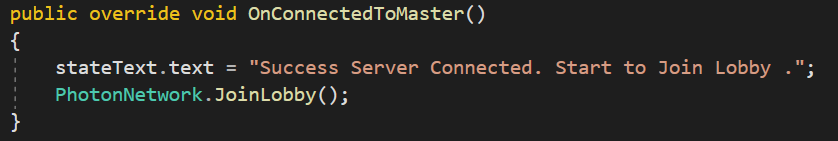 public override void OnConnectedToMaster()
{
stateText.text = "Success Server Connected. Start to Join Lobby .";
PhotonNetwork.JoinLobby();
}